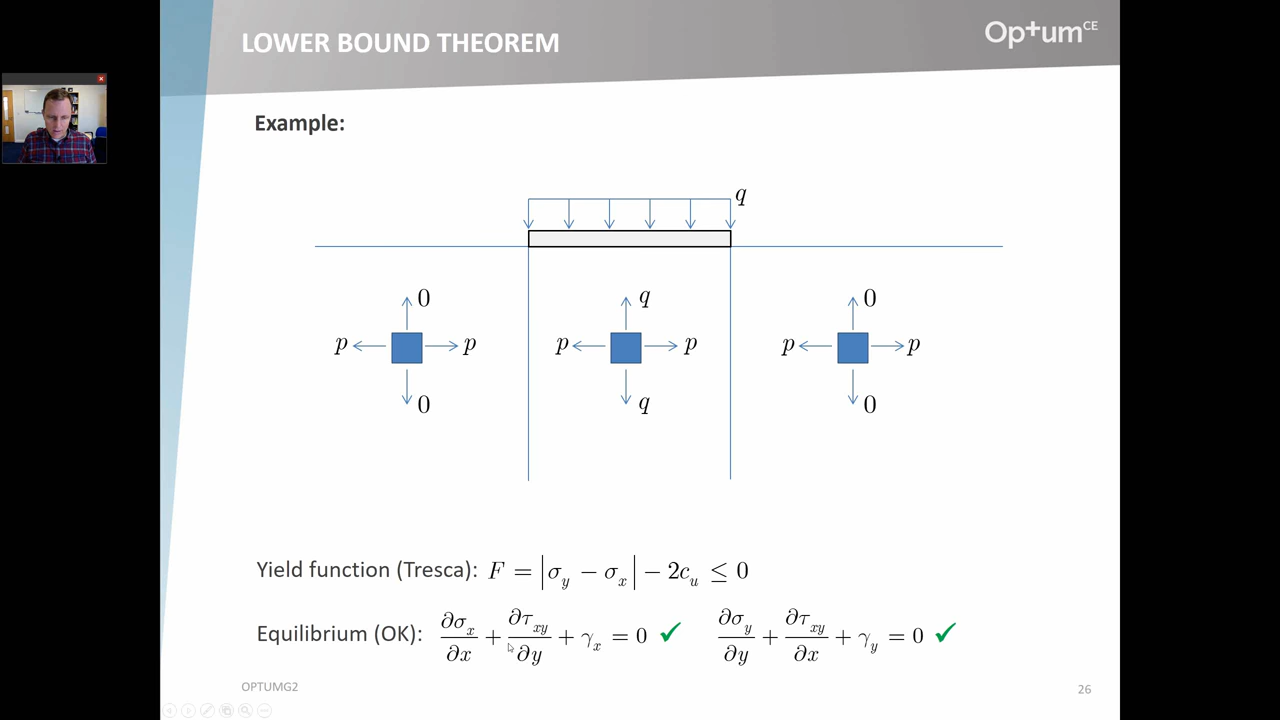 LOWER BOUND THEOREM
Op+um CE
Example:
q
0 q 0
p p p p p p
0 q 0
Yield function (Tresca): F = |σ_y − σ_x| − 2c_u ≤ 0
Equilibrium (OK): ∂σ_x/∂x + ∂τ_xy/∂y + γ_x = 0 ✓ ∂σ_y/∂y + ∂τ_xy/∂x + γ_y = 0 ✓
OPTUMG2
26